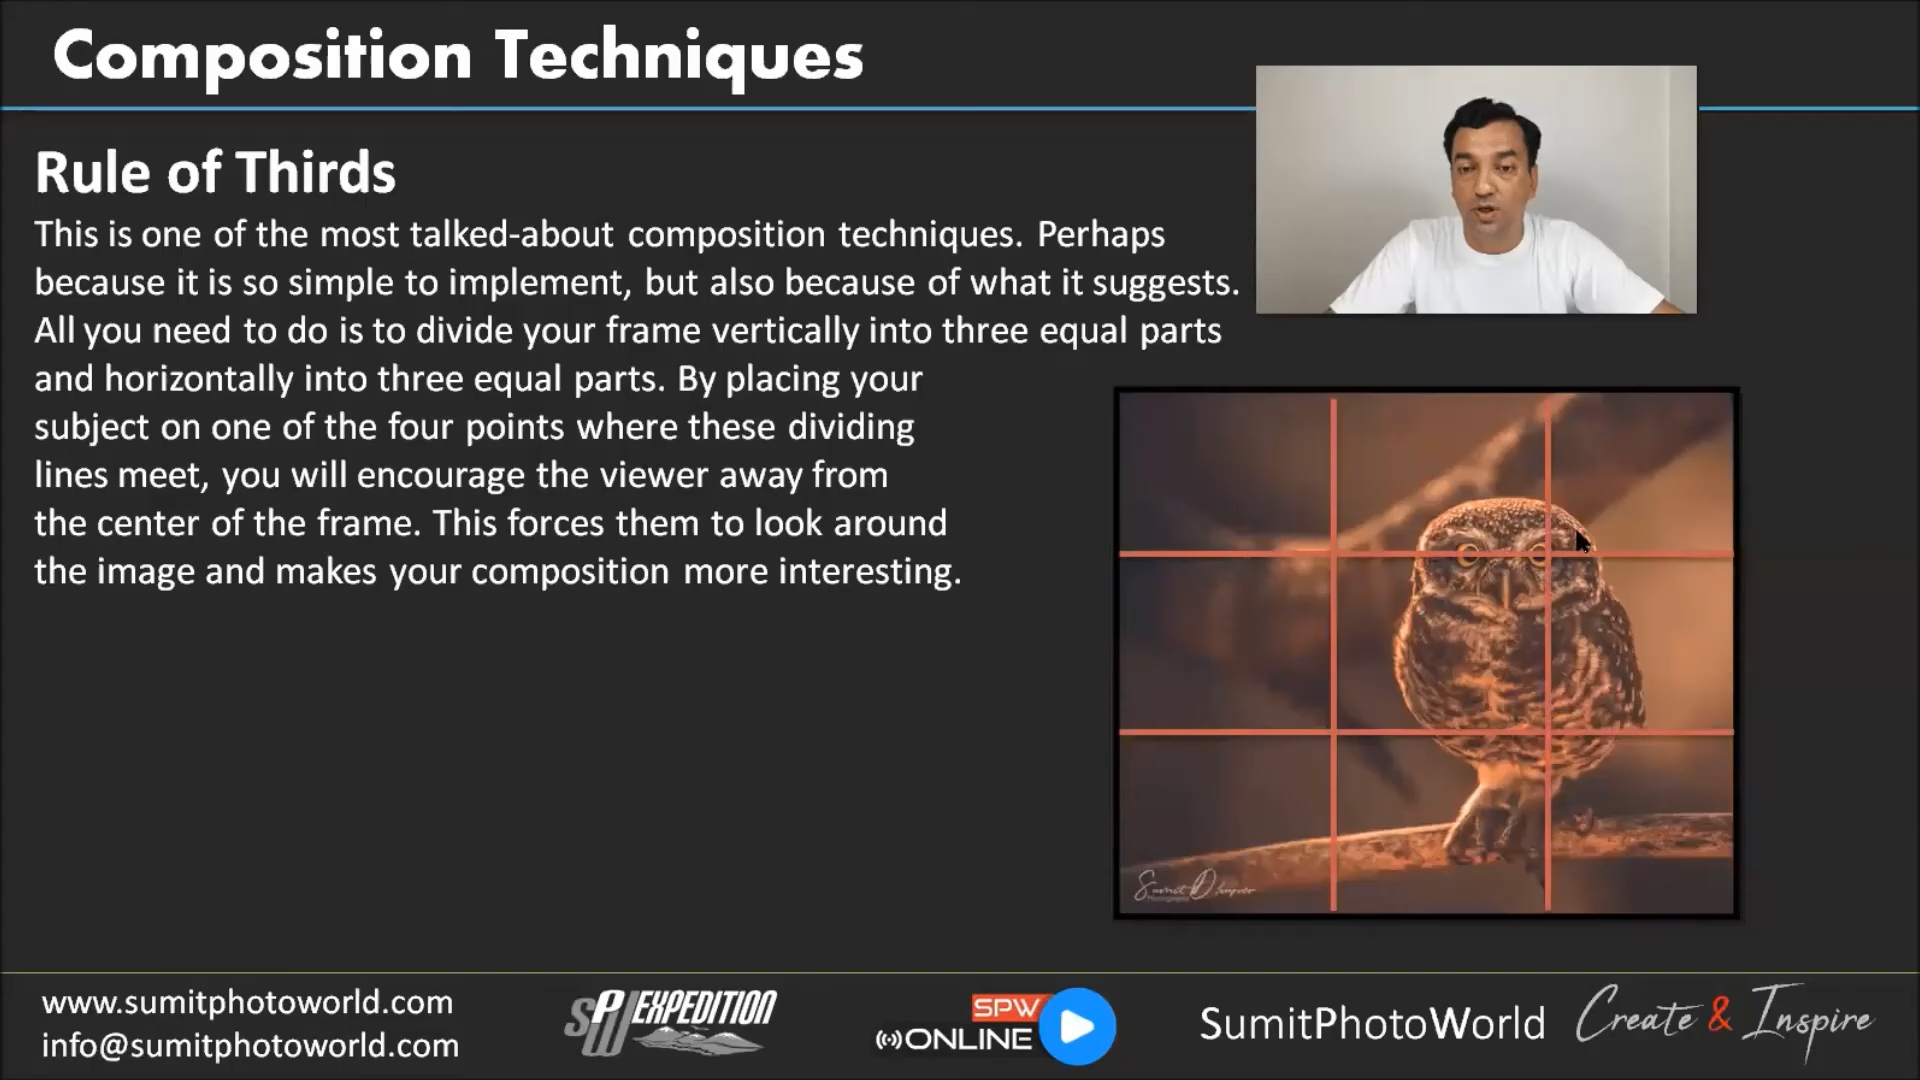 Composition Techniques
Rule of Thirds
This is one of the most talked-about composition techniques. Perhaps
because it is so simple to implement, but also because of what it suggests.
All you need to do is to divide your frame vertically into three equal parts
and horizontally into three equal parts. By placing your
subject on one of the four points where these dividing
lines meet, you will encourage the viewer away from
the center of the frame. This forces them to look around
the image and makes your composition more interesting.
www.sumitphotoworld.com
info@sumitphotoworld.com
SPW EXPEDITION
SPW
ONLINE
SumitPhotoWorld
Create & Inspire